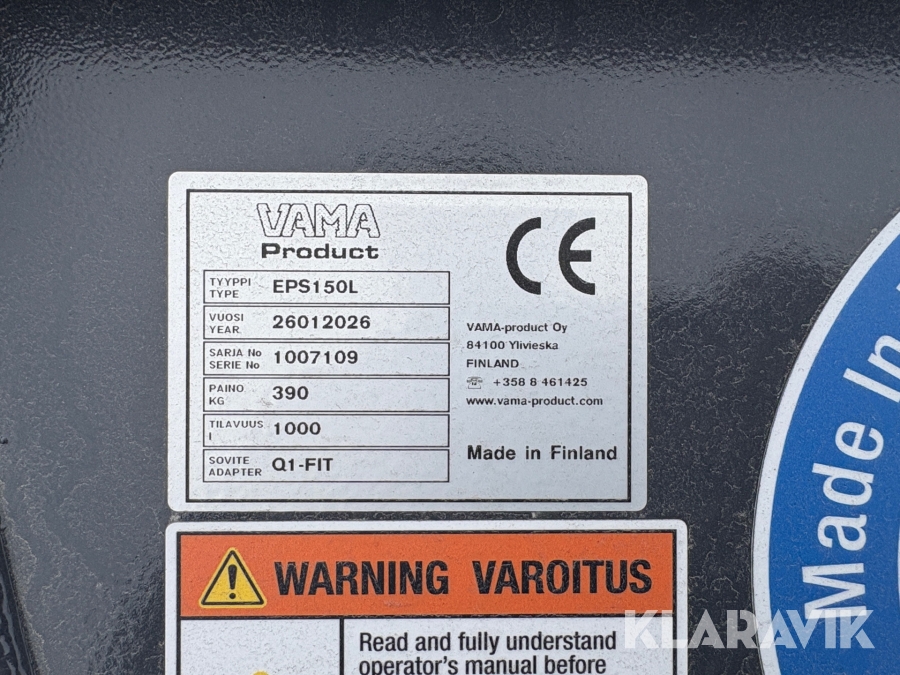 VAMA
Product
TYYPPI
TYPE
EPS150L
VUOSI
YEAR
26012026
SARJA No
SERIE No
1007109
PAINO
KG
390
TILAVUUS
l
1000
SOVITE
ADAPTER
Q1-FIT
CE
VAMA-product Oy
84100 Ylivieska
FINLAND
☎ +358 8 461425
www.vama-product.com
Made in Finland
WARNING VAROITUS
Read and fully understand
operator's manual before
Made In
KLARAVIK